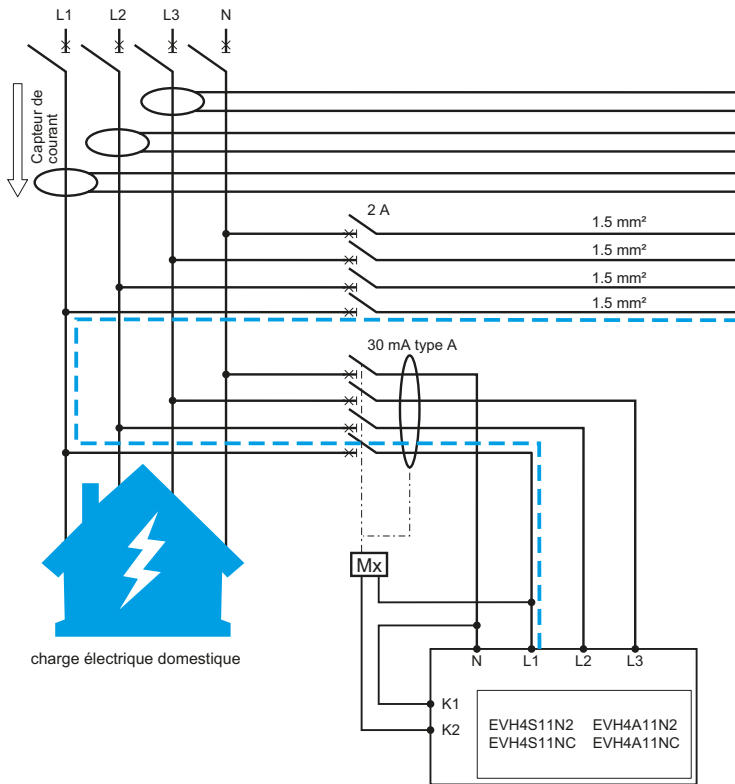 L1 L2 L3 N
Capteur de
courant
2 A
1.5 mm²
1.5 mm²
1.5 mm²
1.5 mm²
30 mA type A
Mx
charge électrique domestique
N L1 L2 L3
K1
K2
EVH4S11N2 EVH4A11N2
EVH4S11NC EVH4A11NC